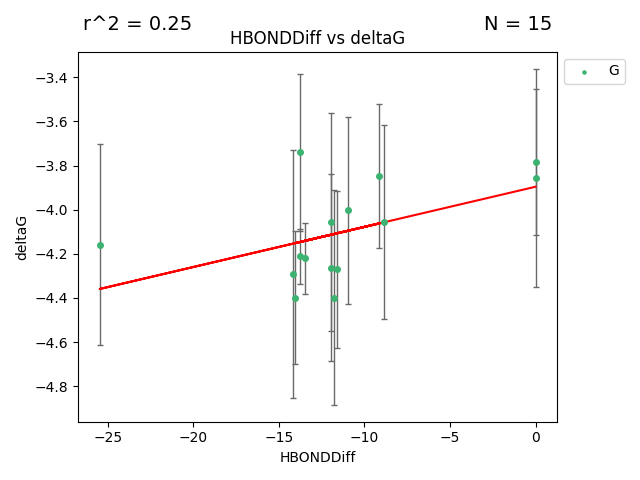 r^2 = 0.25
N = 15
HBONDDiff vs deltaG
G
−3.4
−3.6
−3.8
−4.0
−4.2
−4.4
−4.6
−4.8
deltaG
−25
−20
−15
−10
−5
0
HBONDDiff